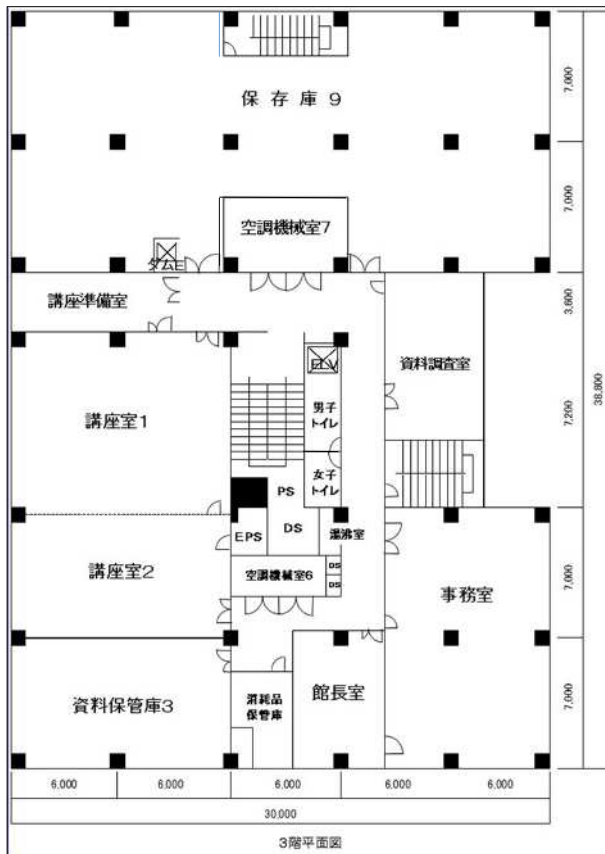 保存庫 9
7,000
7,000
空調機械室7
ダムE
講座準備室
3,600
ELV
資料調査室
38,800
男子
トイレ
講座室1
7,200
女子
トイレ
PS
EPS
DS
湯沸室
空調機械室6
DS
DS
講座室2
事務室
7,000
資料保管庫3
消耗品
保管庫
館長室
7,000
6,000
6,000
6,000
6,000
6,000
30,000
3階平面図